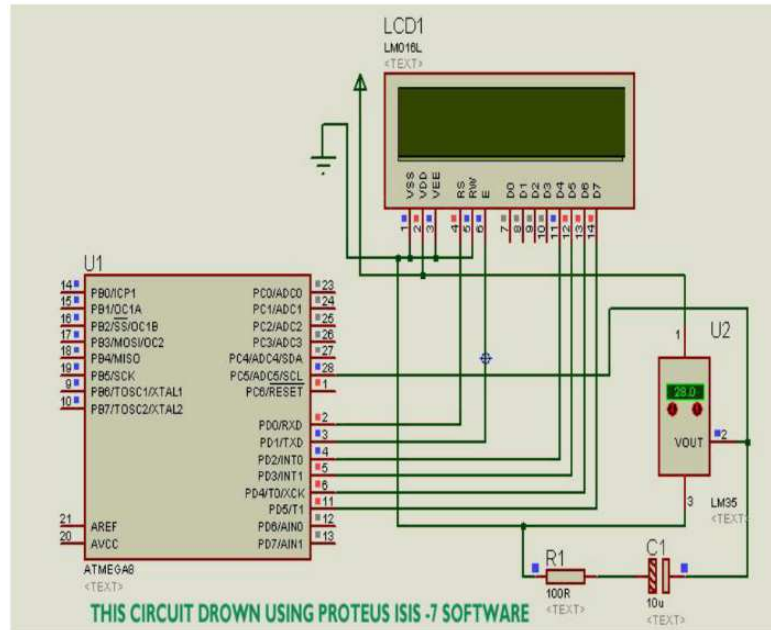 LCD1
LM016L
<TEXT>
VSS VDD VEE RS RW E D0 D1 D2 D3 D4 D5 D6 D7
1 2 3 4 5 6 7 8 9 10 11 12 13 14
U1
14 PB0/ICP1 PC0/ADC0 23
15 PB1/OC1A PC1/ADC1 24
16 PB2/SS/OC1B PC2/ADC2 25
17 PB3/MOSI/OC2 PC3/ADC3 26
18 PB4/MISO PC4/ADC4/SDA 27
19 PB5/SCK PC5/ADC5/SCL 28
9 PB6/TOSC1/XTAL1 PC6/RESET 1
10 PB7/TOSC2/XTAL2
PD0/RXD 2
PD1/TXD 3
PD2/INT0 4
PD3/INT1 5
PD4/T0/XCK 6
PD5/T1 11
21 AREF PD6/AIN0 12
20 AVCC PD7/AIN1 13
ATMEGA8
<TEXT>
1
U2
28.0
2
VOUT
3
LM35
<TEXT>
R1
100R
<TEXT>
C1
10u
<TEXT>
THIS CIRCUIT DROWN USING PROTEUS ISIS -7 SOFTWARE